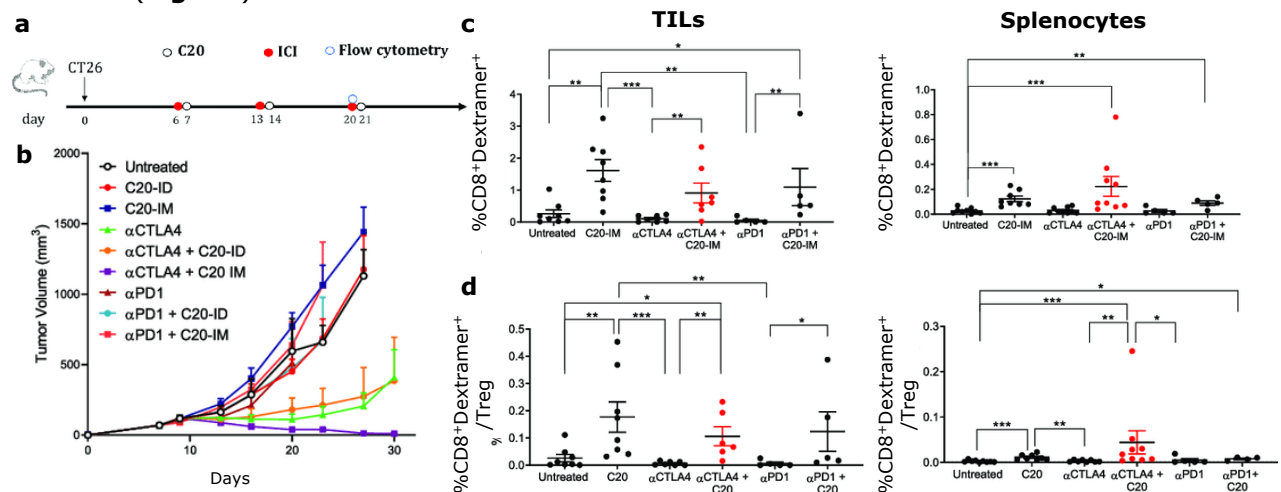 TILs
Splenocytes
a
C20
ICI
Flow cytometry
CT26
day
0
6 7
13 14
20 21
b
Tumor Volume (mm3)
2000
1500
1000
500
0
0
10
20
30
Days
Untreated
C20-ID
C20-IM
αCTLA4
αCTLA4 + C20-ID
αCTLA4 + C20 IM
αPD1
αPD1 + C20-ID
αPD1 + C20-IM
c
%CD8+Dextramer+
4
3
2
1
0
*
**
**
***
**
**
Untreated
C20-IM
αCTLA4
αCTLA4 +
C20-IM
αPD1
αPD1 +
C20-IM
%CD8+Dextramer+
1.0
0.8
0.6
0.4
0.2
0.0
**
***
***
Untreated
C20-IM
αCTLA4
αCTLA4 +
C20-IM
αPD1
αPD1 +
C20-IM
d
%CD8+Dextramer+
/Treg
%
0.5
0.4
0.3
0.2
0.1
0.0
**
*
**
***
**
*
Untreated
C20
αCTLA4
αCTLA4 +
C20
αPD1
αPD1 +
C20
%CD8+Dextramer+
/Treg
0.3
0.2
0.1
0.0
*
***
**
*
***
**
Untreated
C20
αCTLA4
αCTLA4 +
C20
αPD1
αPD1+
C20